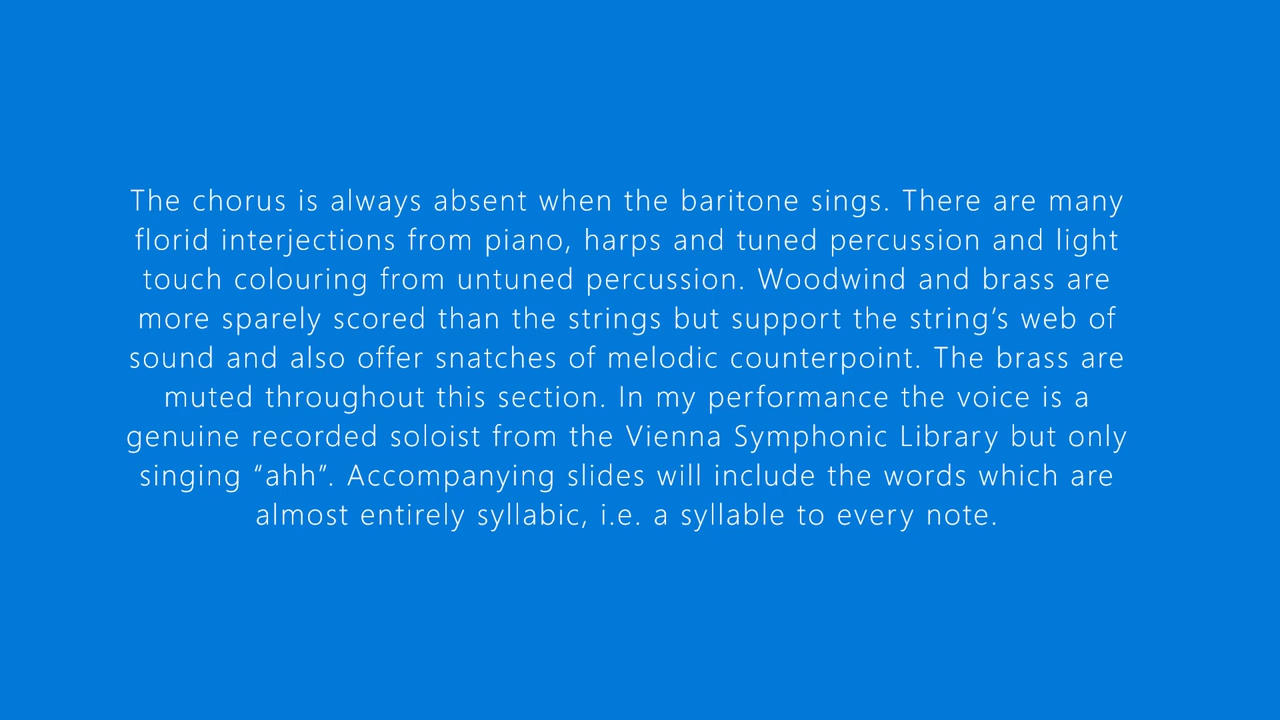 The chorus is always absent when the baritone sings. There are many
florid interjections from piano, harps and tuned percussion and light
touch colouring from untuned percussion. Woodwind and brass are
more sparely scored than the strings but support the string’s web of
sound and also offer snatches of melodic counterpoint. The brass are
muted throughout this section. In my performance the voice is a
genuine recorded soloist from the Vienna Symphonic Library but only
singing “ahh”. Accompanying slides will include the words which are
almost entirely syllabic, i.e. a syllable to every note.